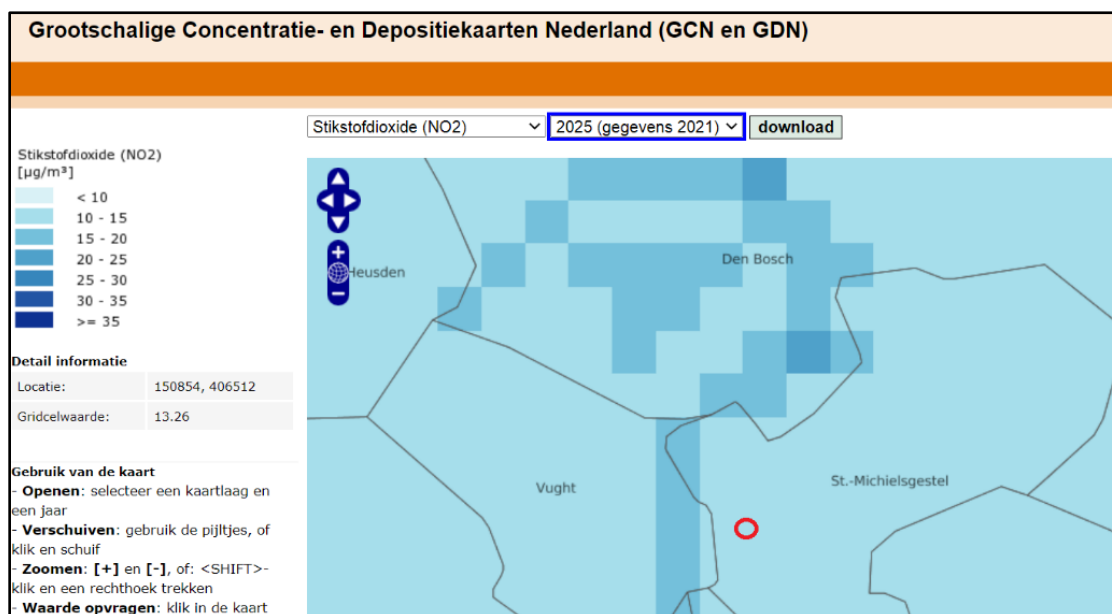 Grootschalige Concentratie- en Depositiekaarten Nederland (GCN en GDN)
Stikstofdioxide (NO2)
2025 (gegevens 2021)
download
Stikstofdioxide (NO2)
[µg/m³]
< 10
10 - 15
15 - 20
20 - 25
25 - 30
30 - 35
>= 35
Heusden
Den Bosch
Vught
St.-Michielsgestel
Detail informatie
Locatie: 150854, 406512
Gridcelwaarde: 13.26
Gebruik van de kaart
- Openen: selecteer een kaartlaag en
een jaar
- Verschuiven: gebruik de pijltjes, of
klik en schuif
- Zoomen: [+] en [-], of: <SHIFT>-
klik en een rechthoek trekken
- Waarde opvragen: klik in de kaart